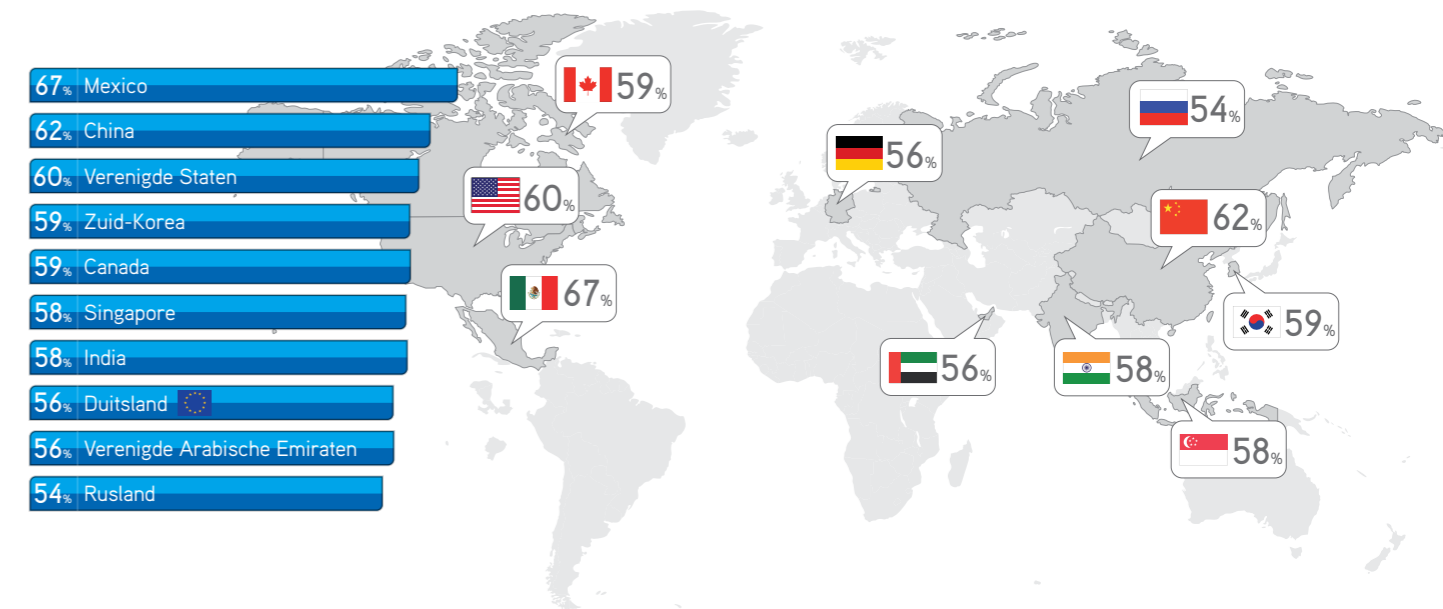 67% Mexico
62% China
60% Verenigde Staten
59% Zuid-Korea
59% Canada
58% Singapore
58% India
56% Duitsland
56% Verenigde Arabische Emiraten
54% Rusland
59%
54%
56%
60%
62%
67%
59%
56%
58%
58%